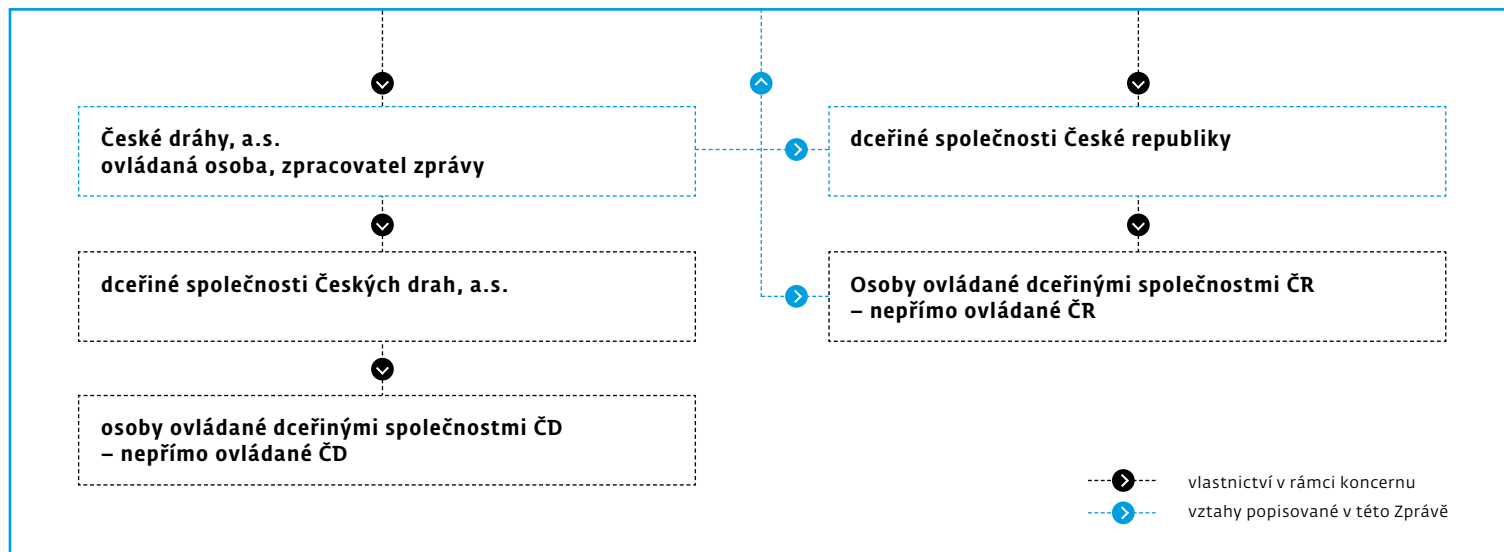 České dráhy, a.s.
ovládaná osoba, zpracovatel zprávy
dceřiné společnosti České republiky
dceřiné společnosti Českých drah, a.s.
Osoby ovládané dceřinými společnostmi ČR
– nepřímo ovládané ČR
osoby ovládané dceřinými společnostmi ČD
– nepřímo ovládané ČD
vlastnictví v rámci koncernu
vztahy popisované v této Zprávě